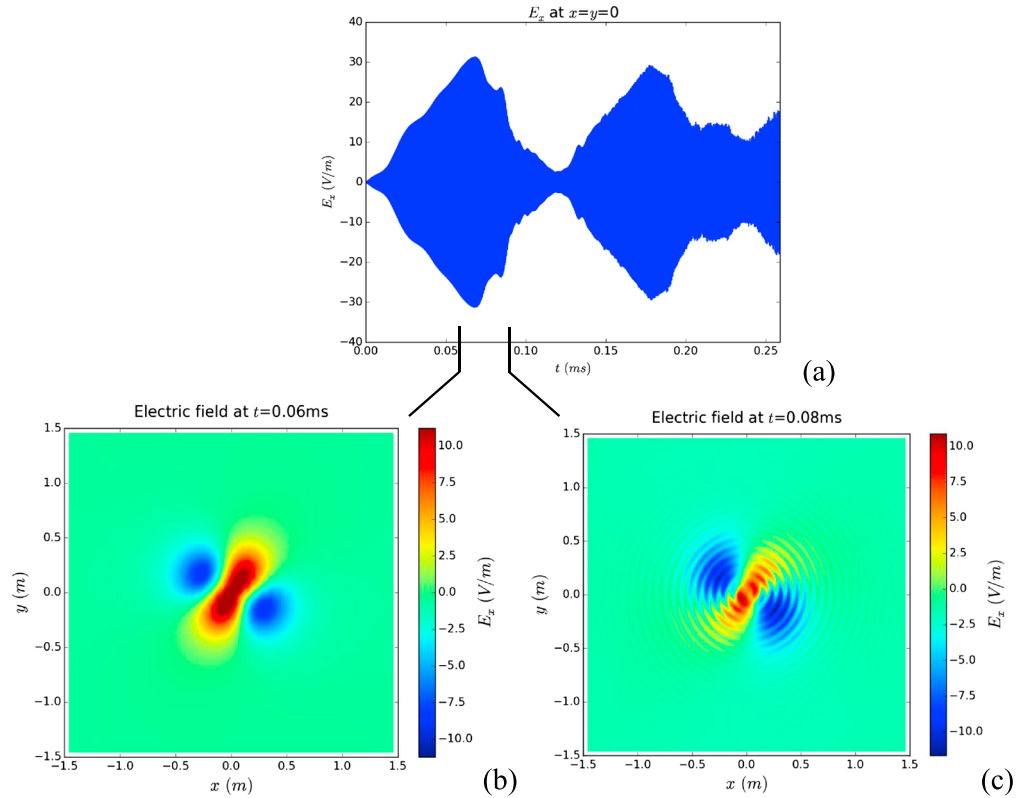 E_x at x=y=0
40
30
20
10
0
−10
−20
−30
−40
E_x (V/m)
0.00 0.05 0.10 0.15 0.20 0.25
t (ms)
(a)
Electric field at t=0.06ms
1.5
1.0
0.5
0.0
−0.5
−1.0
−1.5
y (m)
−1.5 −1.0 −0.5 0.0 0.5 1.0 1.5
x (m)
10.0
7.5
5.0
2.5
0.0
−2.5
−5.0
−7.5
−10.0
E_x (V/m)
(b)
Electric field at t=0.08ms
1.5
1.0
0.5
0.0
−0.5
−1.0
−1.5
y (m)
−1.5 −1.0 −0.5 0.0 0.5 1.0 1.5
x (m)
10.0
7.5
5.0
2.5
0.0
−2.5
−5.0
−7.5
−10.0
E_x (V/m)
(c)